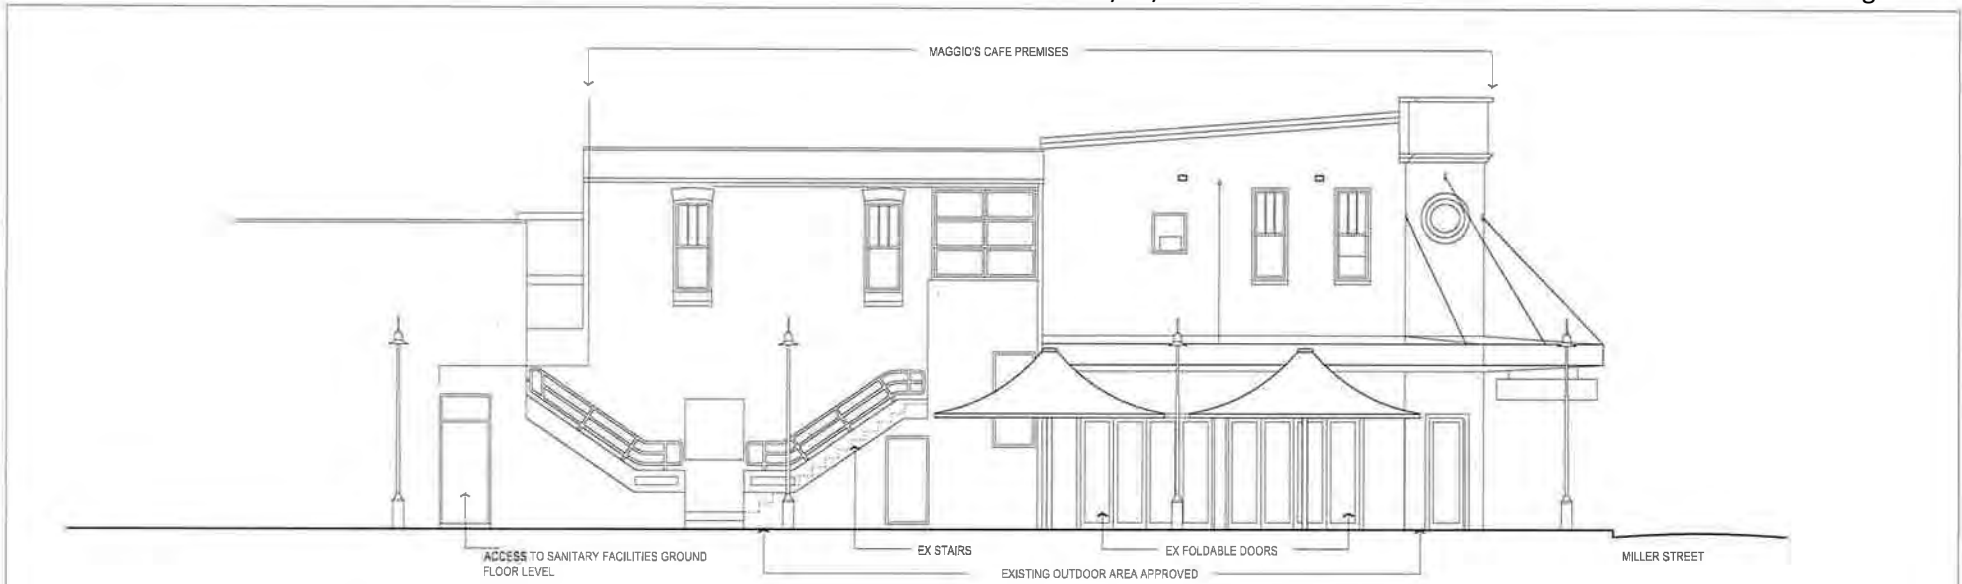 MAGGIO'S CAFE PREMISES
ACCESS TO SANITARY FACILITIES GROUND
FLOOR LEVEL
EX STAIRS
EX FOLDABLE DOORS
EXISTING OUTDOOR AREA APPROVED
MILLER STREET